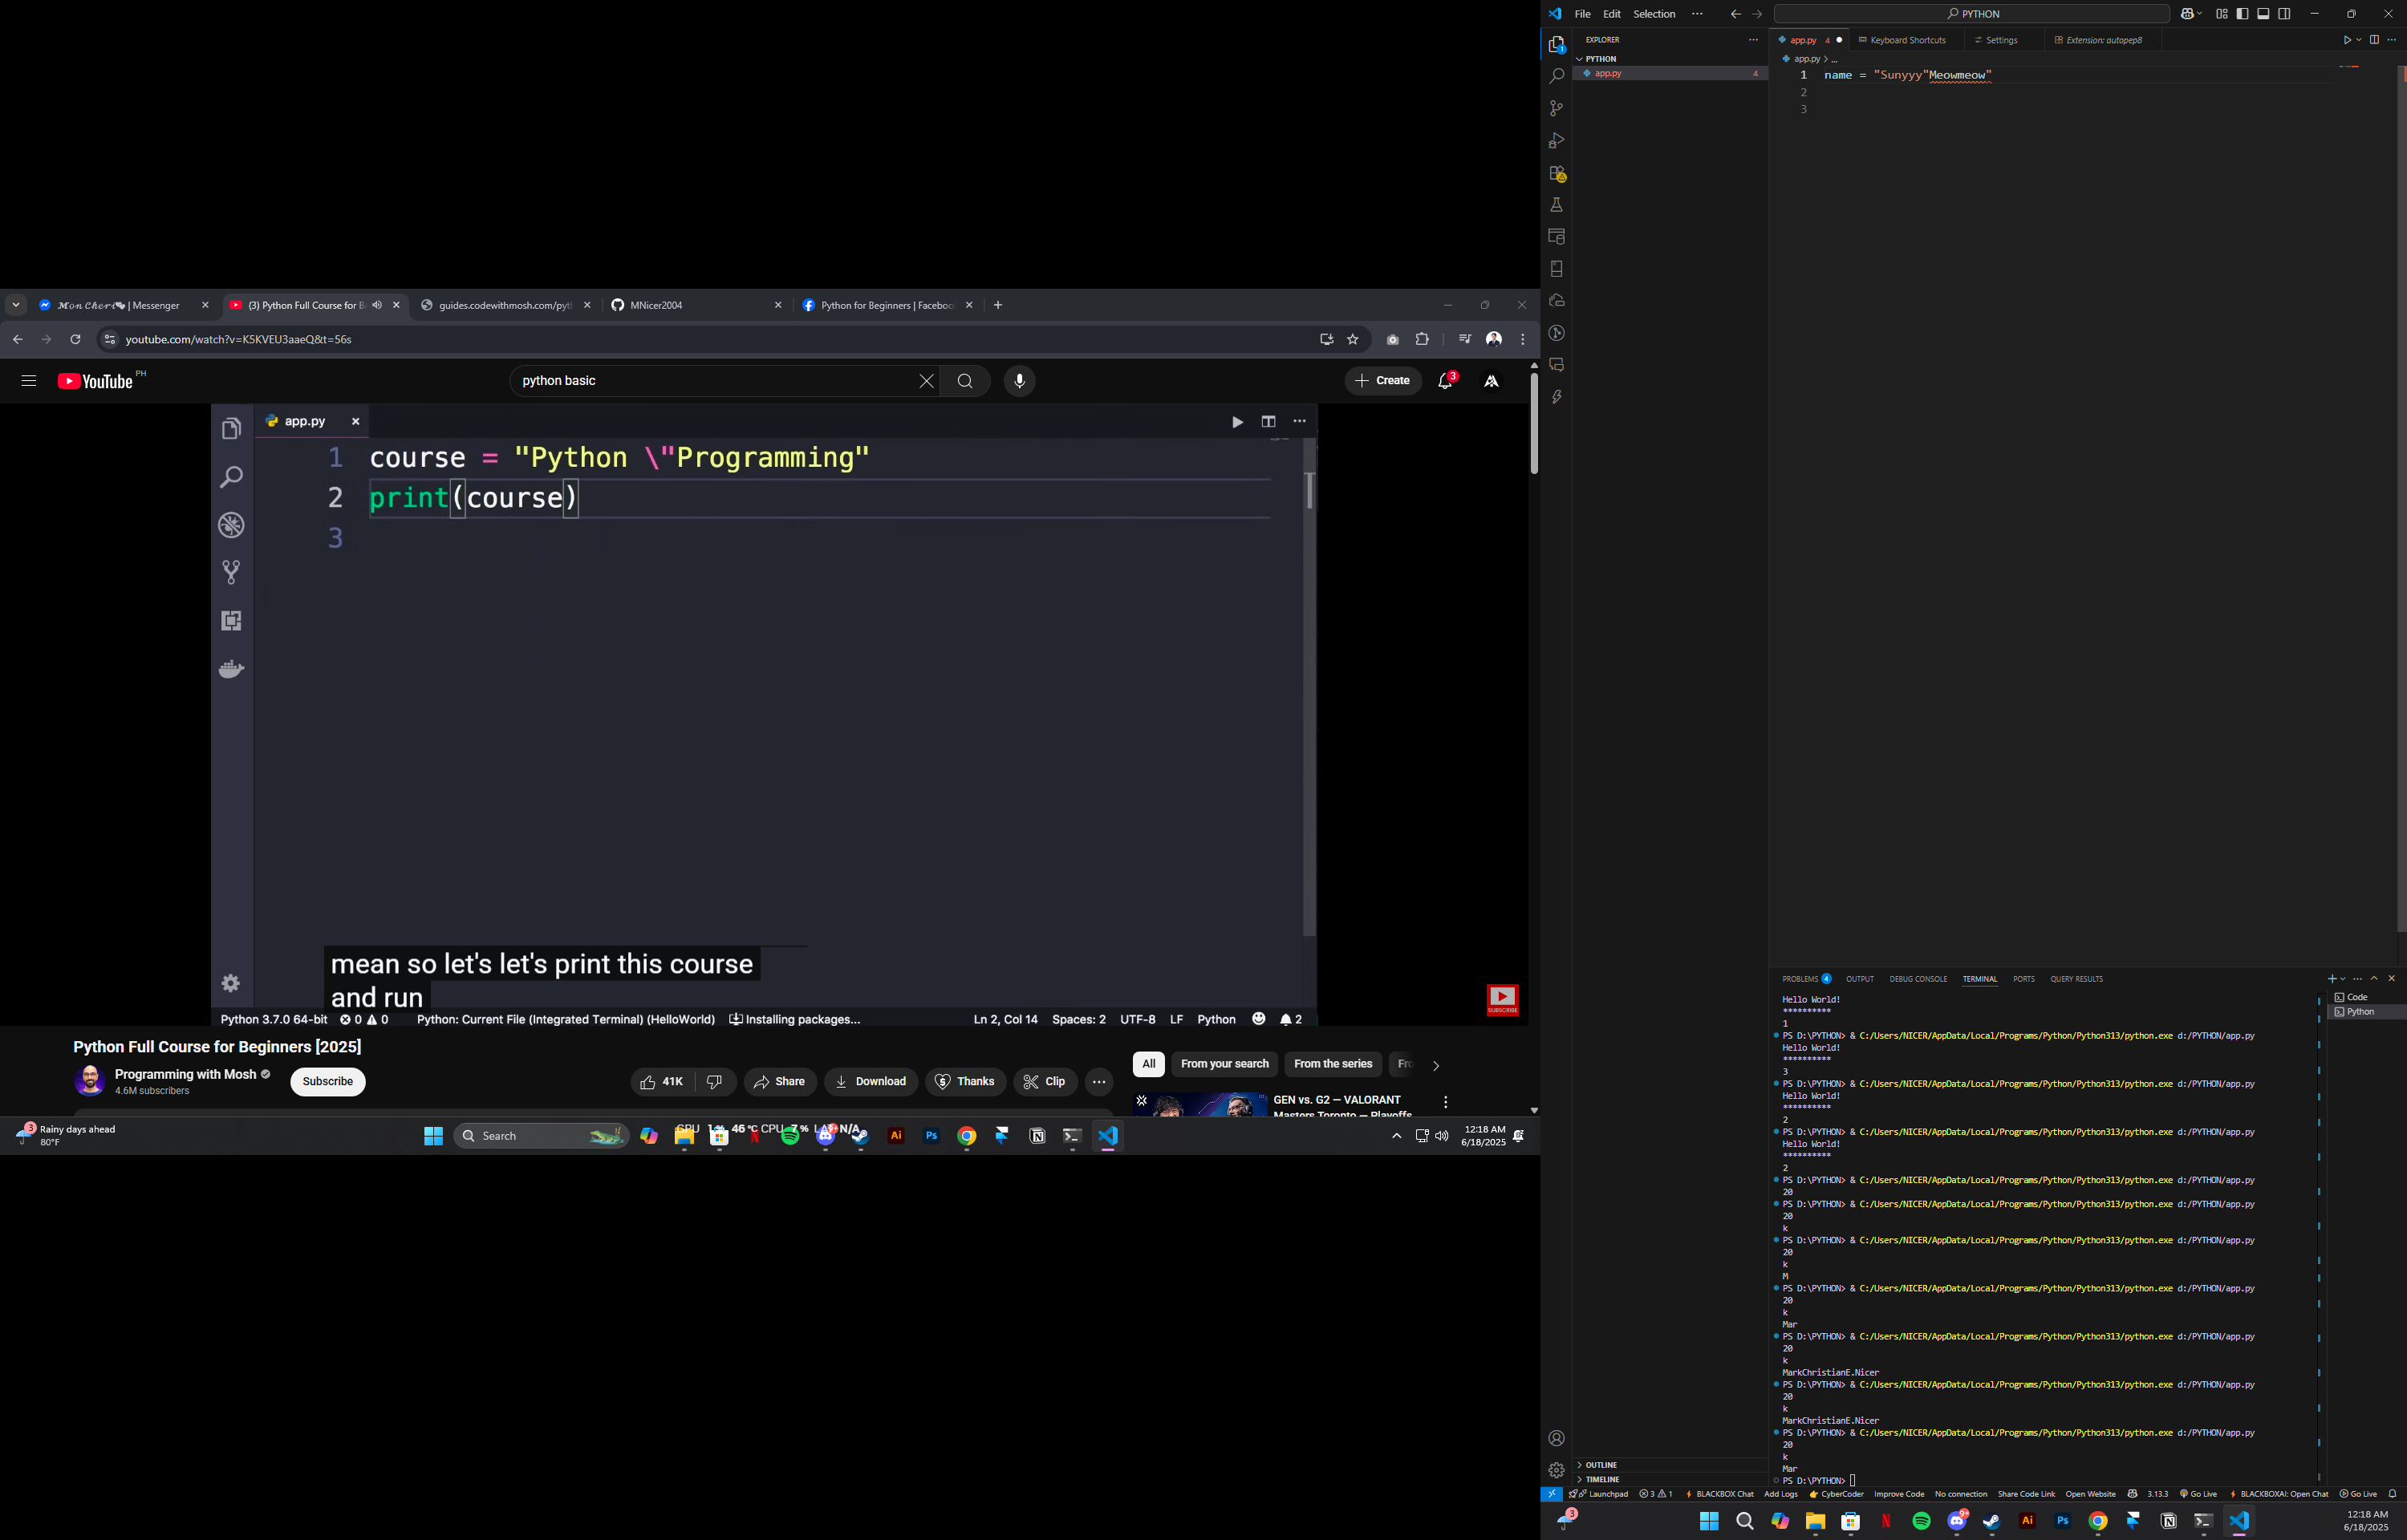 𝓜𝓸𝓷 𝓒𝓱𝓮𝓻𝓲 | Messenger
(3) Python Full Course for B
guides.codewithmosh.com/pyt
MNicer2004
Python for Beginners | Faceboo
youtube.com/watch?v=K5KVEU3aaeQ&t=56s
YouTube PH
python basic
Create
3
app.py
1 course = "Python \"Programming"
2 print(course)
3
mean so let's let's print this course
and run
SUBSCRIBE
Python 3.7.0 64-bit 0 0 Python: Current File (Integrated Terminal) (HelloWorld) Installing packages... Ln 2, Col 14 Spaces: 2 UTF-8 LF Python 2
Python Full Course for Beginners [2025]
Programming with Mosh
4.6M subscribers
Subscribe
41K
Share
Download
Thanks
Clip
All
From your search
From the series
Fro
GEN vs. G2 — VALORANT
Masters Toronto — Playoffs
3
Rainy days ahead
80°F
Search
GPU 1 % 46 °C CPU 7 % LAT N/A
Ai
Ps
12:18 AM
6/18/2025
File Edit Selection ···
PYTHON
EXPLORER
PYTHON
app.py 4
app.py 4
Keyboard Shortcuts
Settings
Extension: autopep8
app.py > ...
1 name = "Sunyyy"Meowmeow"
2
3
PROBLEMS 4 OUTPUT DEBUG CONSOLE TERMINAL PORTS QUERY RESULTS
Code
Python
Hello World!
**********
1
PS D:\PYTHON> & C:/Users/NICER/AppData/Local/Programs/Python/Python313/python.exe d:/PYTHON/app.py
Hello World!
**********
3
PS D:\PYTHON> & C:/Users/NICER/AppData/Local/Programs/Python/Python313/python.exe d:/PYTHON/app.py
Hello World!
**********
2
PS D:\PYTHON> & C:/Users/NICER/AppData/Local/Programs/Python/Python313/python.exe d:/PYTHON/app.py
Hello World!
**********
2
PS D:\PYTHON> & C:/Users/NICER/AppData/Local/Programs/Python/Python313/python.exe d:/PYTHON/app.py
20
PS D:\PYTHON> & C:/Users/NICER/AppData/Local/Programs/Python/Python313/python.exe d:/PYTHON/app.py
20
k
PS D:\PYTHON> & C:/Users/NICER/AppData/Local/Programs/Python/Python313/python.exe d:/PYTHON/app.py
20
k
M
PS D:\PYTHON> & C:/Users/NICER/AppData/Local/Programs/Python/Python313/python.exe d:/PYTHON/app.py
20
k
Mar
PS D:\PYTHON> & C:/Users/NICER/AppData/Local/Programs/Python/Python313/python.exe d:/PYTHON/app.py
20
k
MarkChristianE.Nicer
PS D:\PYTHON> & C:/Users/NICER/AppData/Local/Programs/Python/Python313/python.exe d:/PYTHON/app.py
20
k
MarkChristianE.Nicer
PS D:\PYTHON> & C:/Users/NICER/AppData/Local/Programs/Python/Python313/python.exe d:/PYTHON/app.py
20
k
Mar
PS D:\PYTHON>
OUTLINE
TIMELINE
Launchpad 3 1 BLACKBOX Chat Add Logs CyberCoder Improve Code No connection Share Code Link Open Website 3.13.3 Go Live BLACKBOXAI: Open Chat Go Live
3
Ai
Ps
12:18 AM
6/18/2025